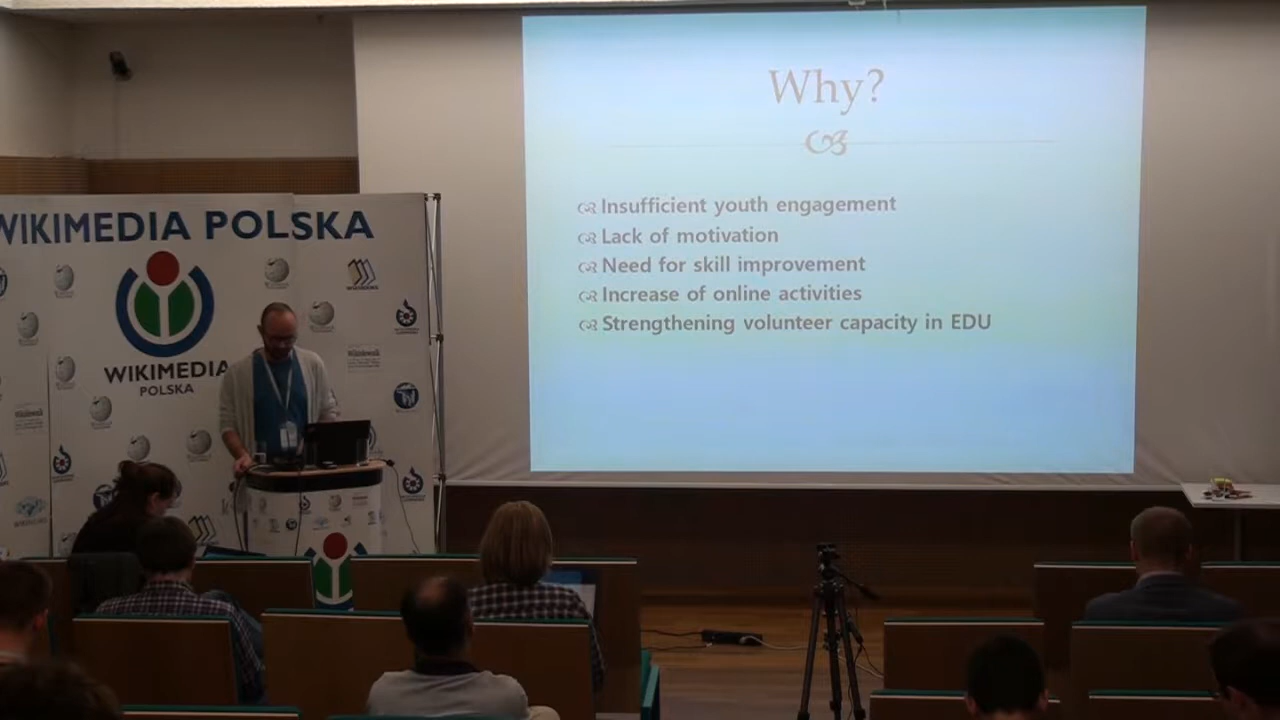 Why?
Insufficient youth engagement
Lack of motivation
Need for skill improvement
Increase of online activities
Strengthening volunteer capacity in EDU
WIKIMEDIA POLSKA
WIKIMEDIA
POLSKA